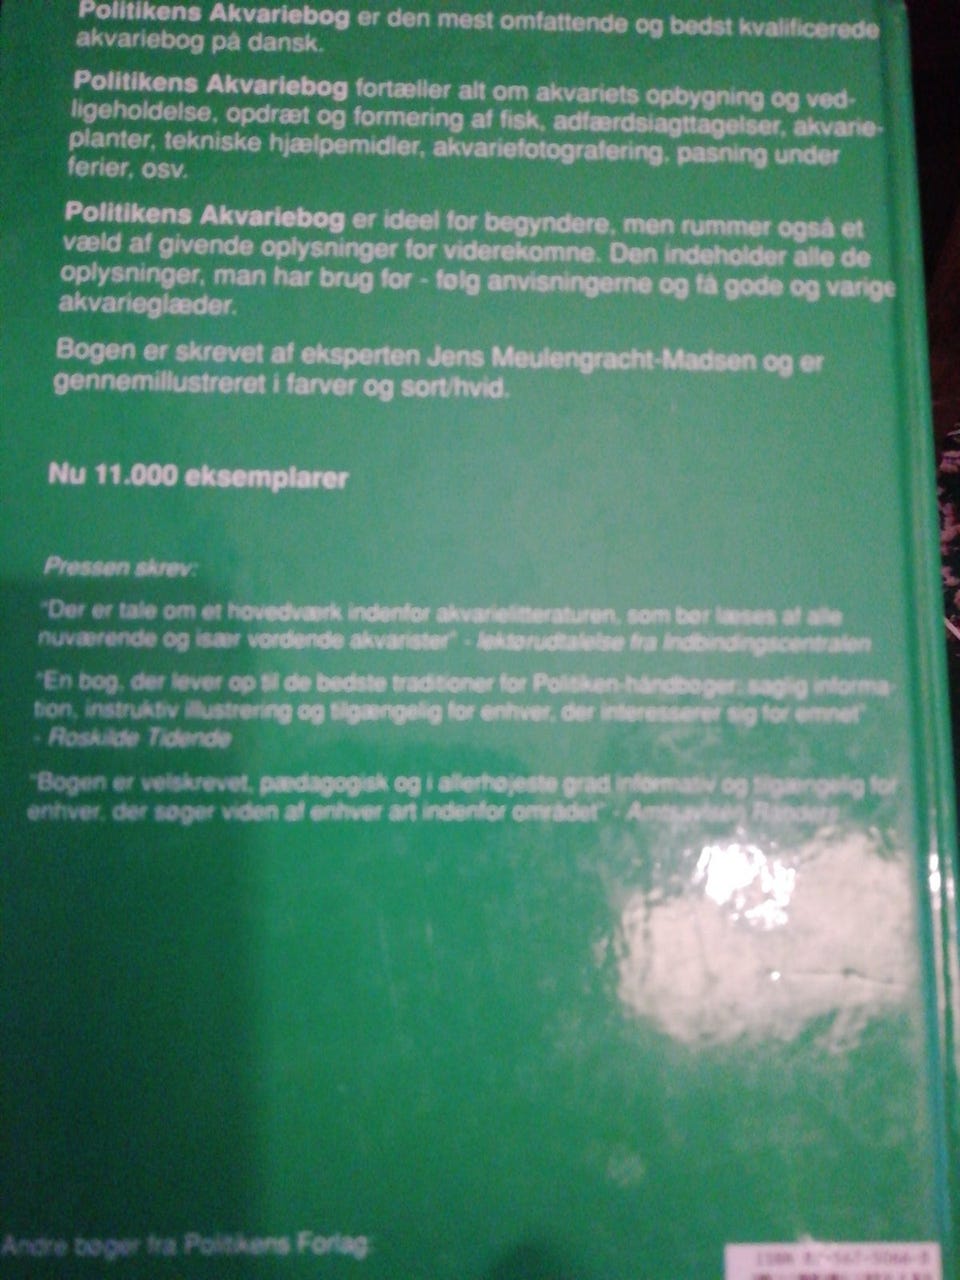 Politikens Akvariebog er den mest omfattende og bedst kvalificerede
akvariebog på dansk.
Politikens Akvariebog fortæller alt om akvariets opbygning og ved-
ligeholdelse, opdræt og formering af fisk, adfærdsiagttagelser, akvarie-
planter, tekniske hjælpemidler, akvariefotografering, pasning under
ferier, osv.
Politikens Akvariebog er ideel for begyndere, men rummer også et
væld af givende oplysninger for viderekomne. Den indeholder alle de
oplysninger, man har brug for - følg anvisningerne og få gode og varige
akvarieglæder.
Bogen er skrevet af eksperten Jens Meulengracht-Madsen og er
gennemillustreret i farver og sort/hvid.
Nu 11.000 eksemplarer
Pressen skrev:
"Der er tale om et hovedværk indenfor akvarielitteraturen, som bør læses af alle
nuværende og især vordende akvarister" - lektørudtalelse fra Indbindingscentralen
"En bog, der lever op til de bedste traditioner for Politiken-håndbøger: saglig informa-
tion, instruktiv illustrering og tilgængelig for enhver, der interesserer sig for emnet"
- Roskilde Tidende
"Bogen er velskrevet, pædagogisk og i allerhøjeste grad informativ og tilgængelig for
enhver, der søger viden af enhver art indenfor området" - Amtsavisen Randers
Andre bøger fra Politikens Forlag:
ISBN